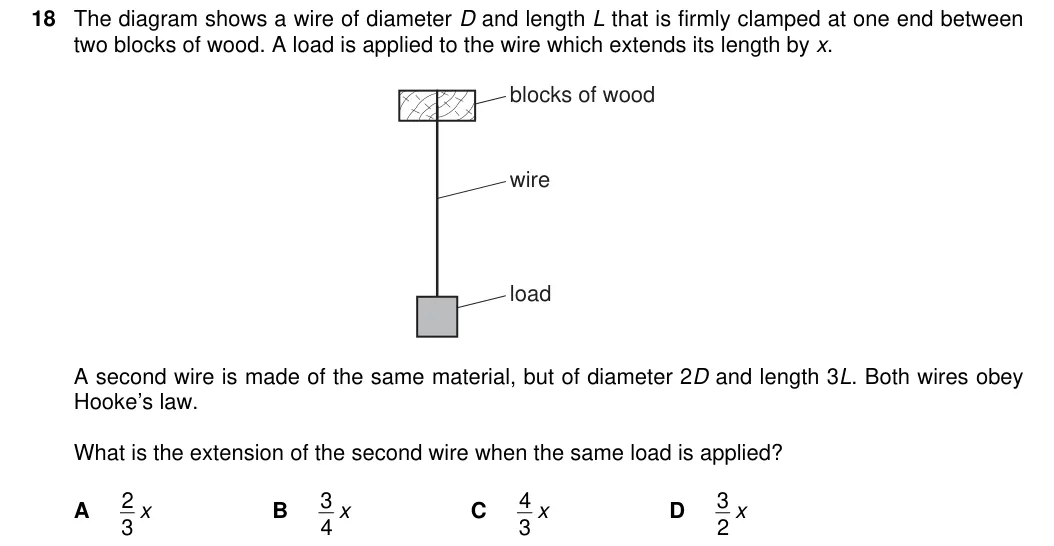 18 The diagram shows a wire of diameter D and length L that is firmly clamped at one end between
two blocks of wood. A load is applied to the wire which extends its length by x.
blocks of wood
wire
load
A second wire is made of the same material, but of diameter 2D and length 3L. Both wires obey
Hooke's law.
What is the extension of the second wire when the same load is applied?
A 2/3 x B 3/4 x C 4/3 x D 3/2 x